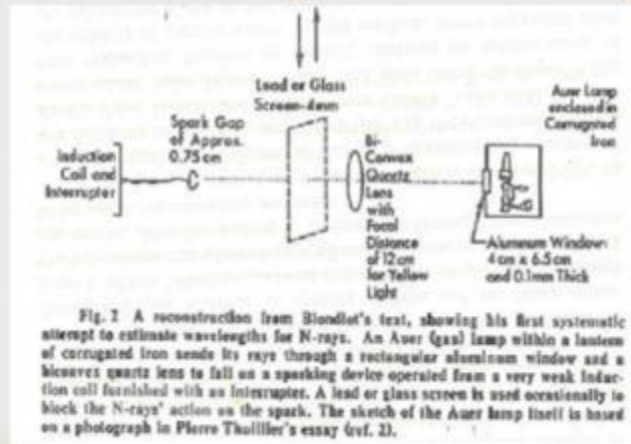 Lead or Glass
Screen-down
Auer Lamp
enclosed in
Corrugated
Iron
Spark Gap
of Approx.
0.75 cm
Induction
Coil and
Interrupter
Bi-
Convex
Quartz
Lens
with
Focal
Distance
of 12 cm
for Yellow
Light
Aluminum Window:
4 cm x 6.5 cm
and 0.1 mm Thick
Fig. 2 A reconstruction from Blondlot's text, showing his first systematic
attempt to estimate wavelengths for N-rays. An Auer (gas) lamp within a lantern
of corrugated iron sends its rays through a rectangular aluminum window and a
biconvex quartz lens to fall on a sparking device operated from a very weak induc-
tion coil furnished with an interrupter. A lead or glass screen is used occasionally to
block the N-rays' action on the spark. The sketch of the Auer lamp itself is based
on a photograph in Pierre Thuillier's essay (ref. 2).